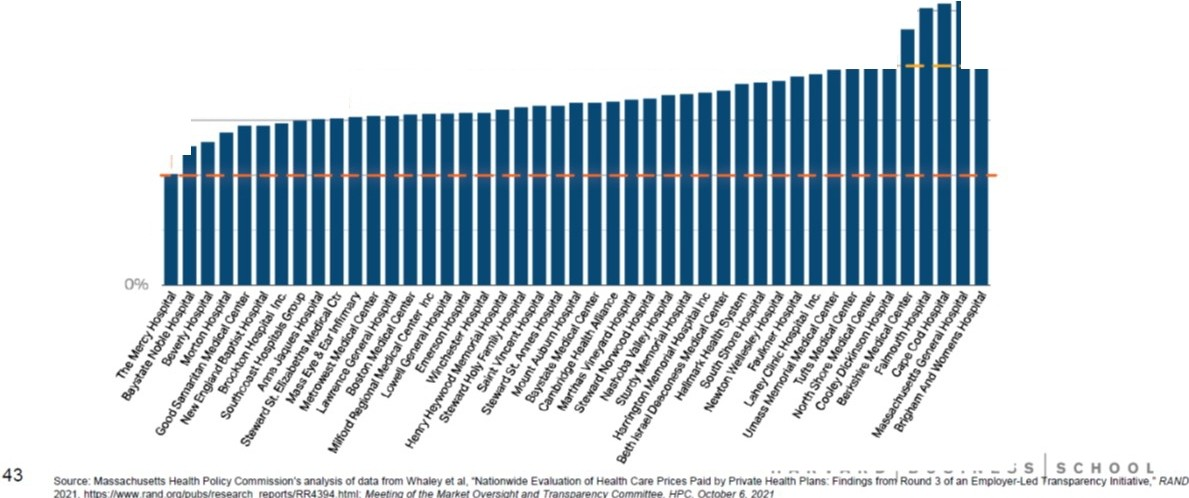 0%
The Mercy Hospital
Baystate Noble Hospital
Beverly Hospital
Morton Hospital
Good Samaritan Medical Center
New England Baptist Hospital
Brockton Hospital Inc.
Southcoast Hospitals Group
Anna Jaques Hospital
Steward St. Elizabeths Medical Ctr
Mass Eye & Ear Infirmary
Metrowest Medical Center
Lawrence General Hospital
Boston Medical Center
Milford Regional Medical Center Inc
Lowell General Hospital
Emerson Hospital
Winchester Hospital
Henry Heywood Memorial Hospital
Steward Holy Family Hospital
Saint Vincent Hospital
Steward St. Annes Hospital
Mount Auburn Hospital
Baystate Medical Center
Cambridge Health Alliance
Marthas Vineyard Hospital
Steward Norwood Hospital
Nashoba Valley Hospital
Sturdy Memorial Hospital
Harrington Memorial Hospital Inc
Beth Israel Deaconess Medical Center
Hallmark Health System
South Shore Hospital
Newton Wellesley Hospital
Faulkner Hospital
Lahey Clinic Hospital Inc.
Umass Memorial Medical Center
Tufts Medical Center
North Shore Medical Center
Cooley Dickinson Hospital
Berkshire Medical Center
Falmouth Hospital
Cape Cod Hospital
Massachusetts General Hospital
Brigham And Womens Hospital
SCHOOL
43
Source: Massachusetts Health Policy Commission's analysis of data from Whaley et al, "Nationwide Evaluation of Health Care Prices Paid by Private Health Plans: Findings from Round 3 of an Employer-Led Transparency Initiative," RAND
2021. https://www.rand.org/pubs/research_reports/RR4394.html; Meeting of the Market Oversight and Transparency Committee, HPC, October 6, 2021